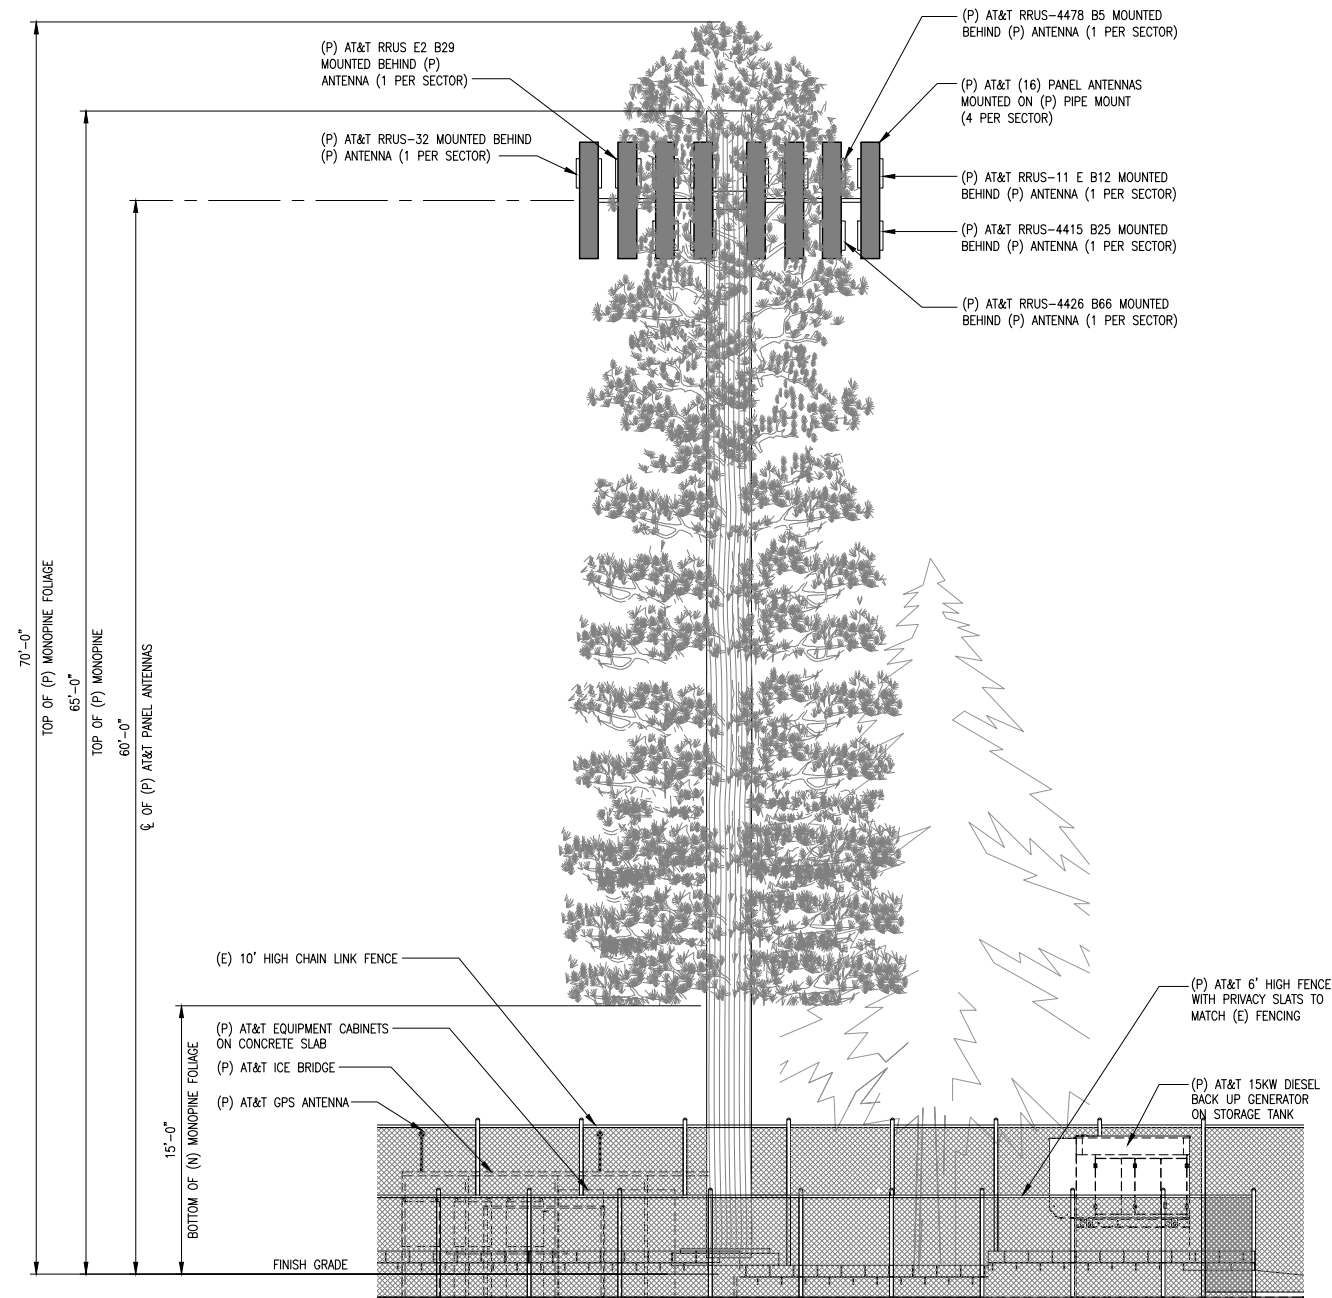 (P) AT&T RRUS-4478 B5 MOUNTED
BEHIND (P) ANTENNA (1 PER SECTOR)
(P) AT&T RRUS E2 B29
MOUNTED BEHIND (P)
ANTENNA (1 PER SECTOR)
(P) AT&T (16) PANEL ANTENNAS
MOUNTED ON (P) PIPE MOUNT
(4 PER SECTOR)
(P) AT&T RRUS-32 MOUNTED BEHIND
(P) ANTENNA (1 PER SECTOR)
(P) AT&T RRUS-11 E B12 MOUNTED
BEHIND (P) ANTENNA (1 PER SECTOR)
(P) AT&T RRUS-4415 B25 MOUNTED
BEHIND (P) ANTENNA (1 PER SECTOR)
(P) AT&T RRUS-4426 B66 MOUNTED
BEHIND (P) ANTENNA (1 PER SECTOR)
70'-0"
TOP OF (P) MONOPINE FOLIAGE
65'-0"
TOP OF (P) MONOPINE
60'-0"
℄ OF (P) AT&T PANEL ANTENNAS
(E) 10' HIGH CHAIN LINK FENCE
(P) AT&T 6' HIGH FENCE
WITH PRIVACY SLATS TO
MATCH (E) FENCING
(P) AT&T EQUIPMENT CABINETS
ON CONCRETE SLAB
(P) AT&T ICE BRIDGE
(P) AT&T GPS ANTENNA
(P) AT&T 15KW DIESEL
BACK UP GENERATOR
ON STORAGE TANK
15'-0"
BOTTOM OF (N) MONOPINE FOLIAGE
FINISH GRADE